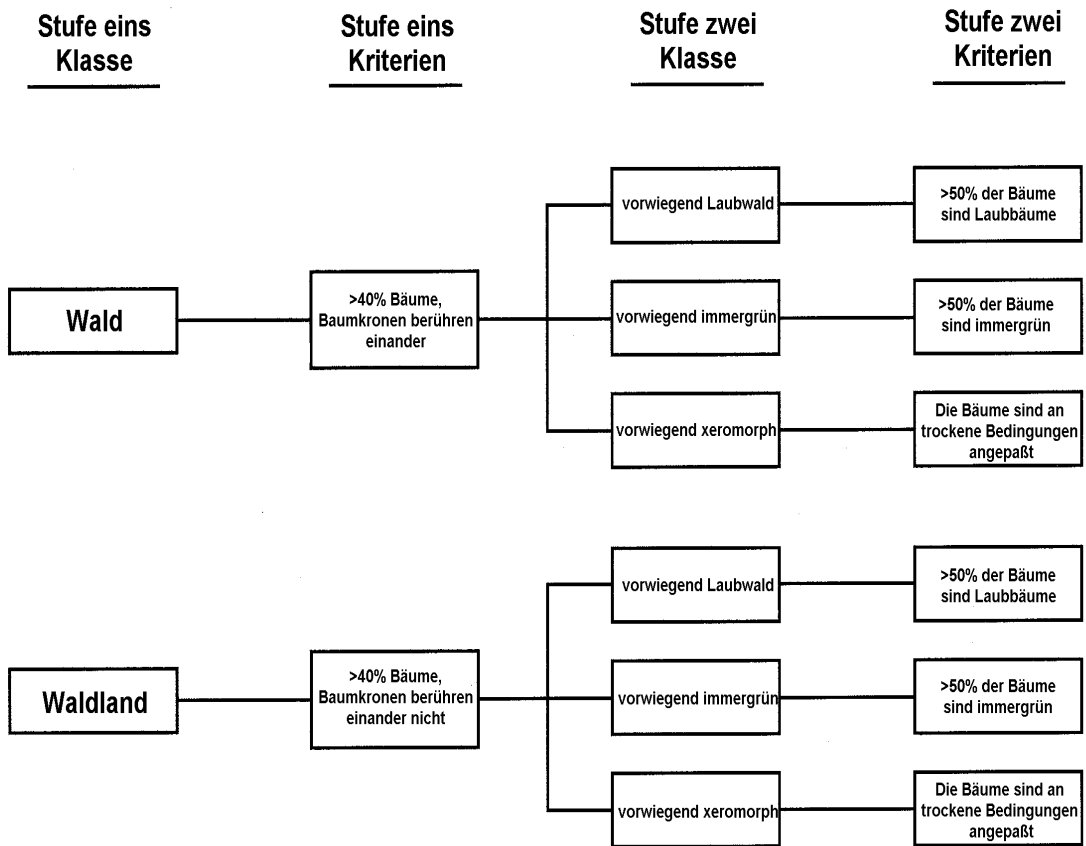 Stufe eins
Klasse
Stufe eins
Kriterien
Stufe zwei
Klasse
Stufe zwei
Kriterien
Wald
>40% Bäume,
Baumkronen berühren
einander
vorwiegend Laubwald
>50% der Bäume
sind Laubbäume
vorwiegend immergrün
>50% der Bäume
sind immergrün
vorwiegend xeromorph
Die Bäume sind an
trockene Bedingungen
angepaßt
Waldland
>40% Bäume,
Baumkronen berühren
einander nicht
vorwiegend Laubwald
>50% der Bäume
sind Laubbäume
vorwiegend immergrün
>50% der Bäume
sind immergrün
vorwiegend xeromorph
Die Bäume sind an
trockene Bedingungen
angepaßt